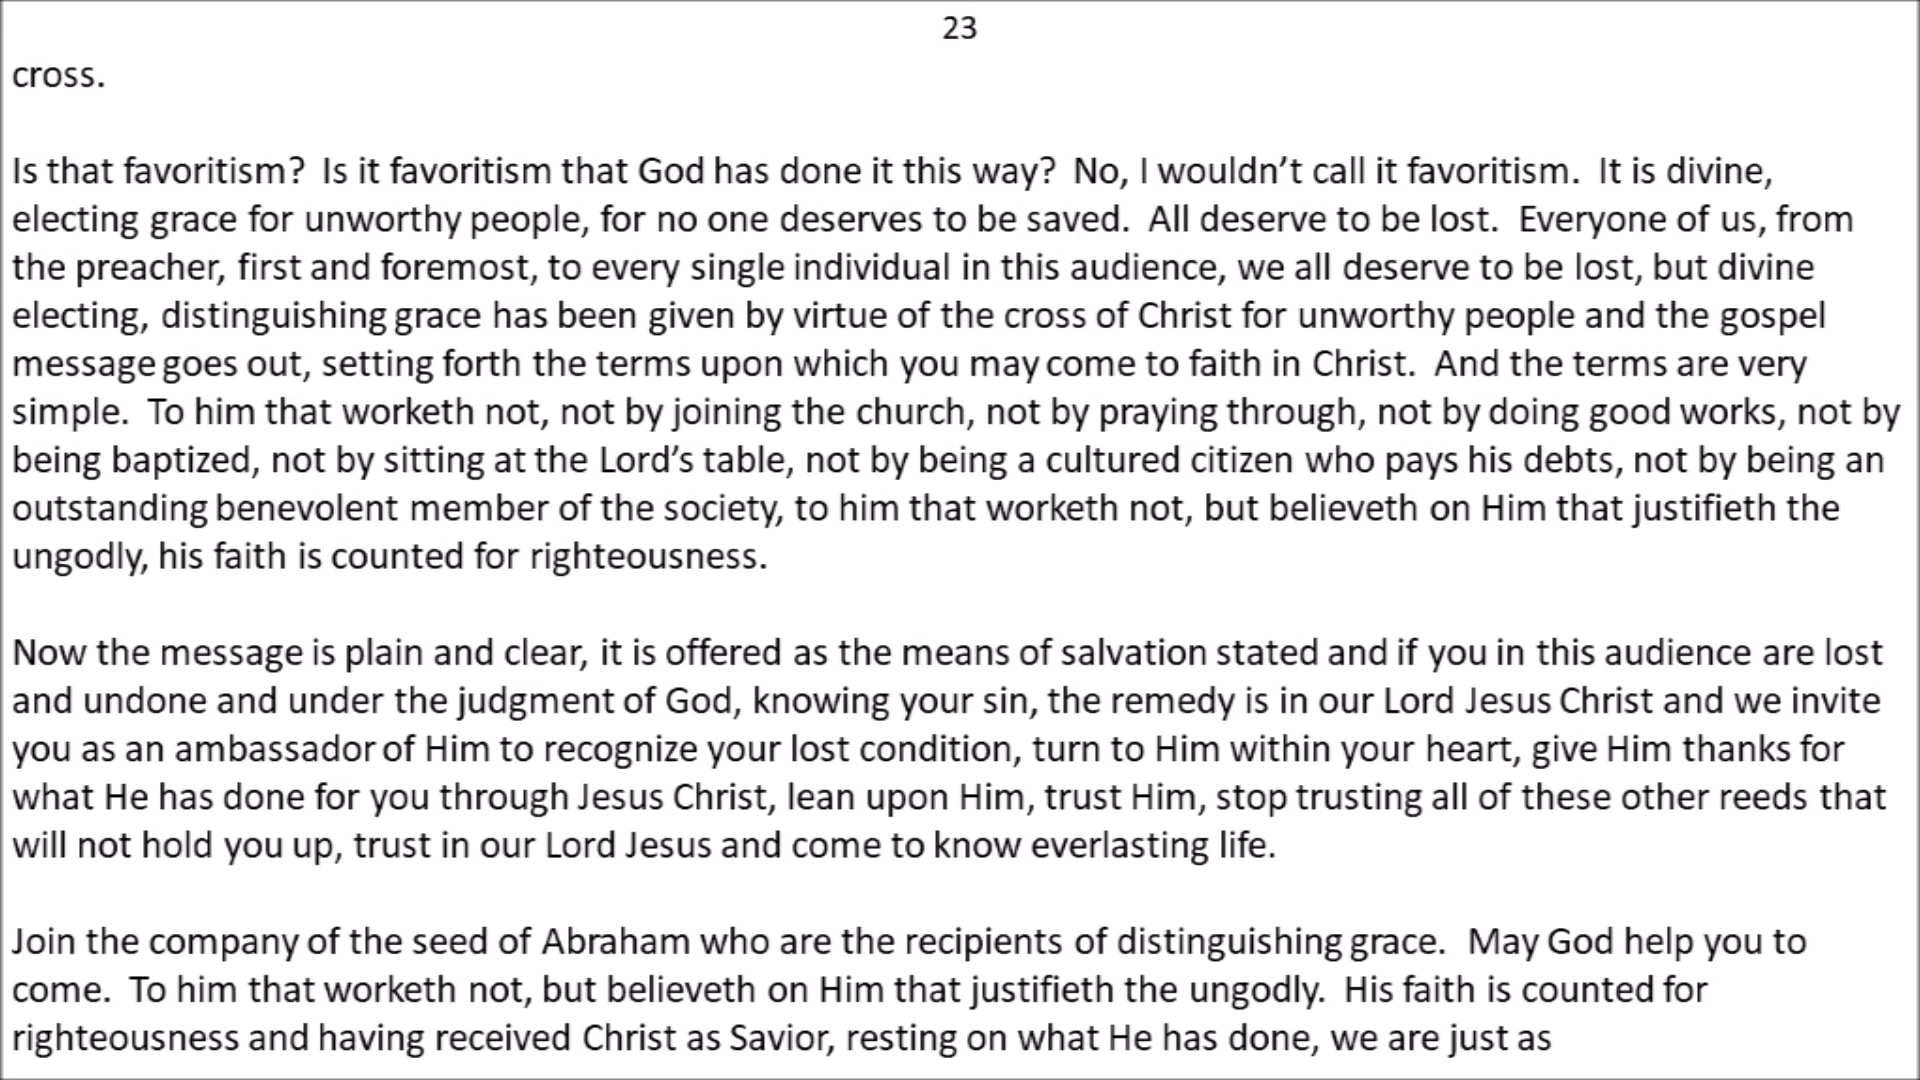 23
cross.
Is that favoritism?  Is it favoritism that God has done it this way?  No, I wouldn’t call it favoritism.  It is divine,
electing grace for unworthy people, for no one deserves to be saved.  All deserve to be lost.  Everyone of us, from
the preacher, first and foremost, to every single individual in this audience, we all deserve to be lost, but divine
electing, distinguishing grace has been given by virtue of the cross of Christ for unworthy people and the gospel
message goes out, setting forth the terms upon which you may come to faith in Christ.  And the terms are very
simple.  To him that worketh not, not by joining the church, not by praying through, not by doing good works, not by
being baptized, not by sitting at the Lord’s table, not by being a cultured citizen who pays his debts, not by being an
outstanding benevolent member of the society, to him that worketh not, but believeth on Him that justifieth the
ungodly, his faith is counted for righteousness.
Now the message is plain and clear, it is offered as the means of salvation stated and if you in this audience are lost
and undone and under the judgment of God, knowing your sin, the remedy is in our Lord Jesus Christ and we invite
you as an ambassador of Him to recognize your lost condition, turn to Him within your heart, give Him thanks for
what He has done for you through Jesus Christ, lean upon Him, trust Him, stop trusting all of these other reeds that
will not hold you up, trust in our Lord Jesus and come to know everlasting life.
Join the company of the seed of Abraham who are the recipients of distinguishing grace.  May God help you to
come.  To him that worketh not, but believeth on Him that justifieth the ungodly.  His faith is counted for
righteousness and having received Christ as Savior, resting on what He has done, we are just as